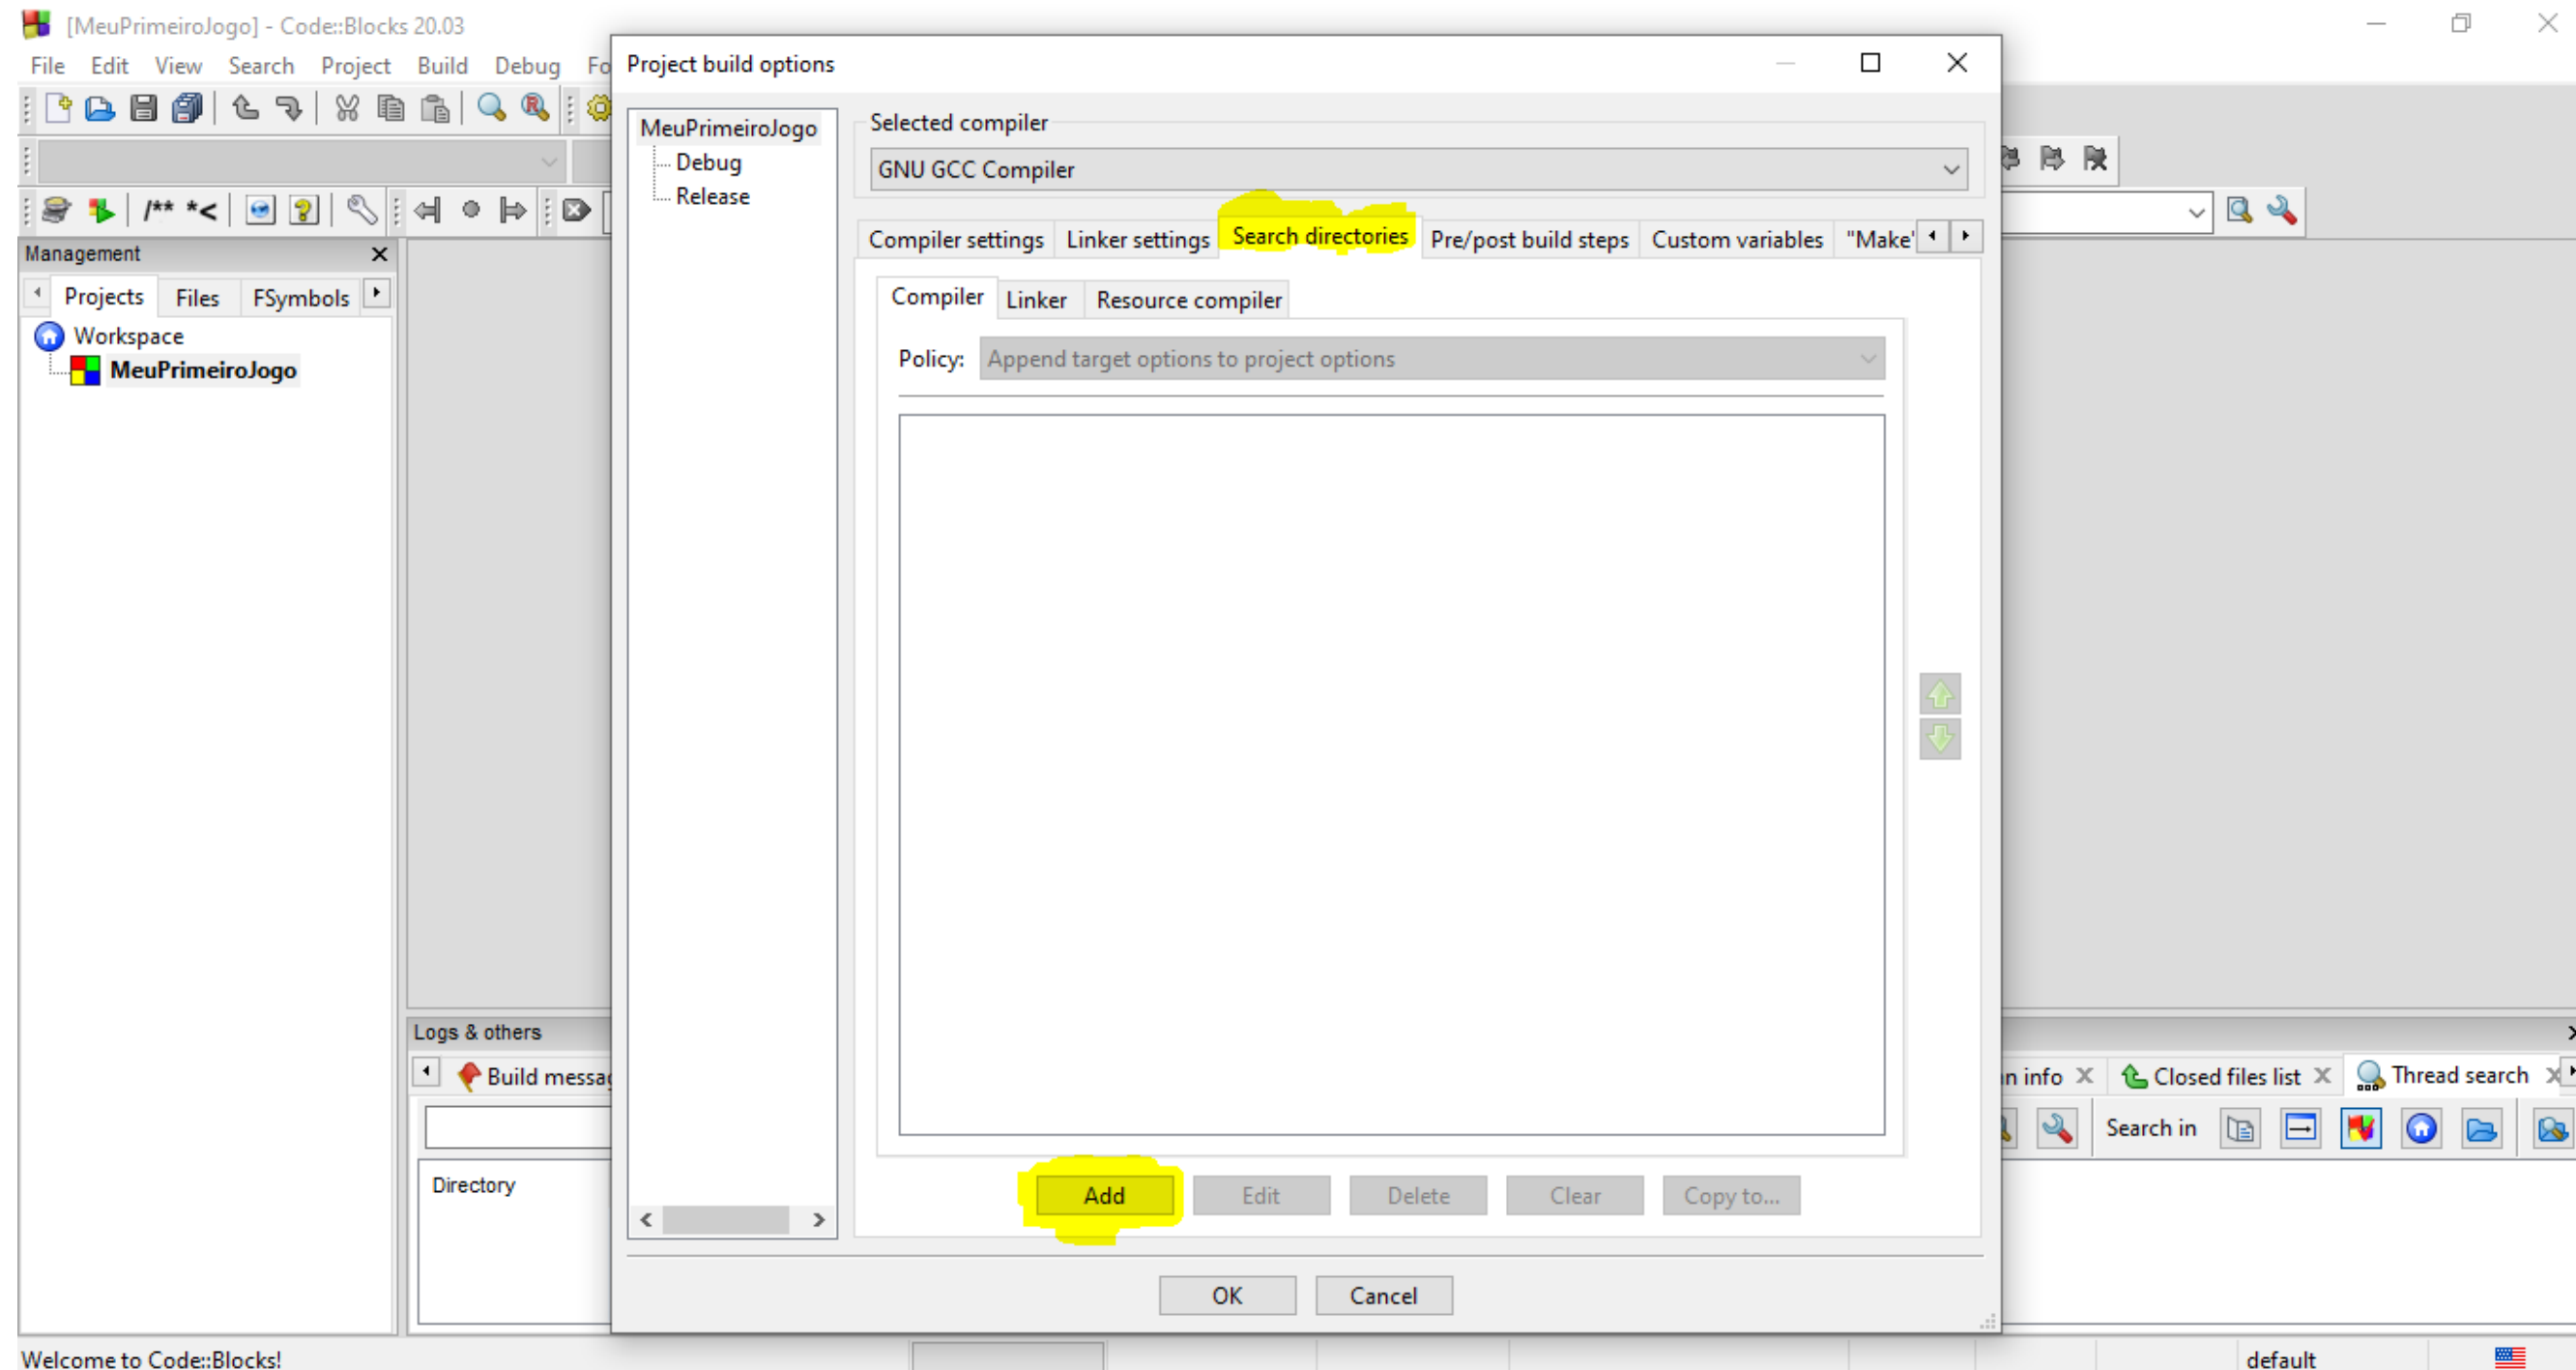 [MeuPrimeiroJogo] - Code::Blocks 20.03
File Edit View Search Project Build Debug Fo
Project build options
MeuPrimeiroJogo
Debug
Release
Selected compiler
GNU GCC Compiler
/** *<
Compiler settings Linker settings Search directories Pre/post build steps Custom variables "Make'
Management
Projects Files FSymbols
Workspace
MeuPrimeiroJogo
Compiler Linker Resource compiler
Policy: Append target options to project options
Logs & others
Build messag
n info Closed files list Thread search
Search in
Directory
Add Edit Delete Clear Copy to...
OK Cancel
Welcome to Code::Blocks!
default